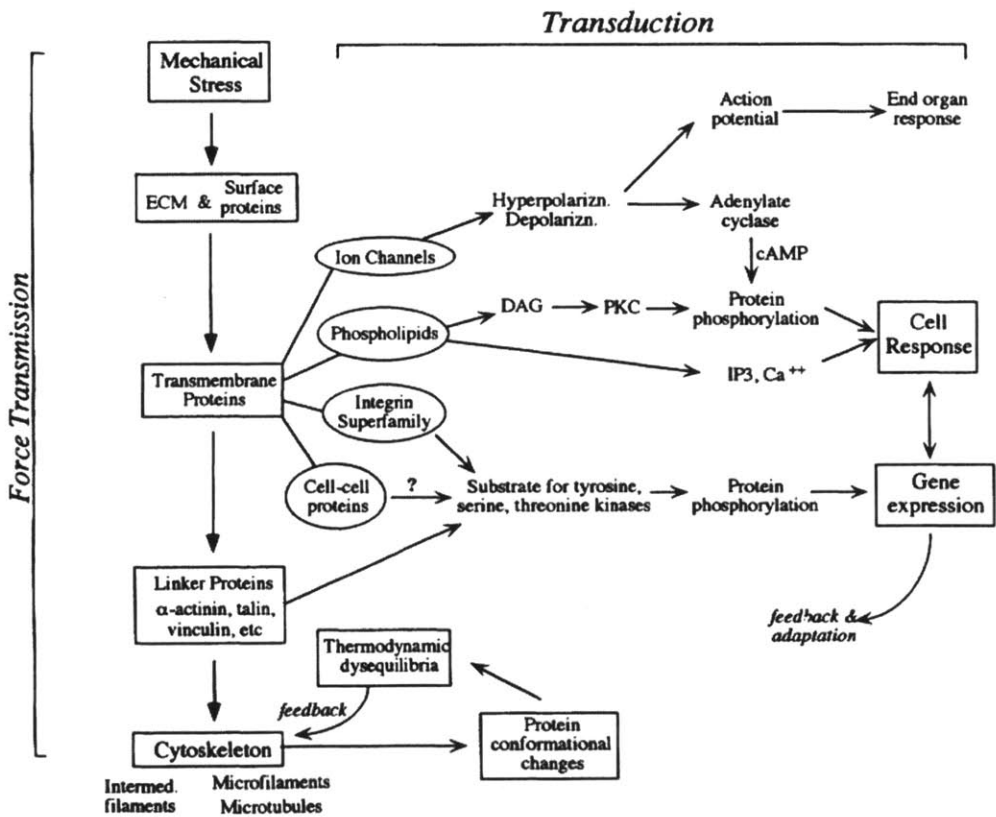 Transduction
Force Transmission
Mechanical
Stress
ECM & Surface
proteins
Transmembrane
Proteins
Linker Proteins
α-actinin, talin,
vinculin, etc
Cytoskeleton
Intermed.
filaments
Microfilaments
Microtubules
Ion Channels
Phospholipids
Integrin
Superfamily
Cell-cell
proteins
?
Hyperpolarizn.
Depolarizn.
Action
potential
End organ
response
Adenylate
cyclase
cAMP
DAG
PKC
Protein
phosphorylation
IP3, Ca ++
Cell
Response
Substrate for tyrosine,
serine, threonine kinases
Protein
phosphorylation
Gene
expression
feedback &
adaptation
Thermodynamic
dysequilibria
feedback
Protein
conformational
changes